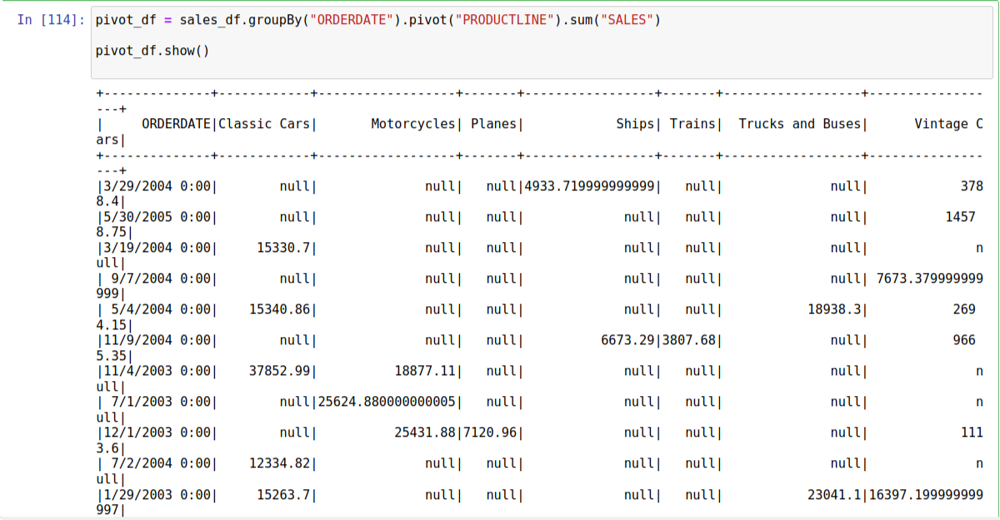 In [114]: pivot_df = sales_df.groupBy("ORDERDATE").pivot("PRODUCTLINE").sum("SALES")
pivot_df.show()
+--------------+------------+------------------+-------+-----------------+-------+------------------+---------------
---+
|     ORDERDATE|Classic Cars|       Motorcycles| Planes|            Ships| Trains|  Trucks and Buses|      Vintage C
ars|
+--------------+------------+------------------+-------+-----------------+-------+------------------+---------------
---+
|3/29/2004 0:00|        null|              null|   null|4933.719999999999|   null|              null|            378
8.4|
|5/30/2005 0:00|        null|              null|   null|             null|   null|              null|          1457
8.75|
|3/19/2004 0:00|     15330.7|              null|   null|             null|   null|              null|              n
ull|
| 9/7/2004 0:00|        null|              null|   null|             null|   null|              null| 7673.379999999
999|
| 5/4/2004 0:00|    15340.86|              null|   null|             null|   null|           18938.3|           269
4.15|
|11/9/2004 0:00|        null|              null|   null|          6673.29|3807.68|              null|           966
5.35|
|11/4/2003 0:00|    37852.99|          18877.11|   null|             null|   null|              null|              n
ull|
| 7/1/2003 0:00|        null|25624.880000000005|   null|             null|   null|              null|              n
ull|
|12/1/2003 0:00|        null|          25431.88|7120.96|             null|   null|              null|            111
3.6|
| 7/2/2004 0:00|    12334.82|              null|   null|             null|   null|              null|              n
ull|
|1/29/2003 0:00|     15263.7|              null|   null|             null|   null|           23041.1|16397.199999999
997|